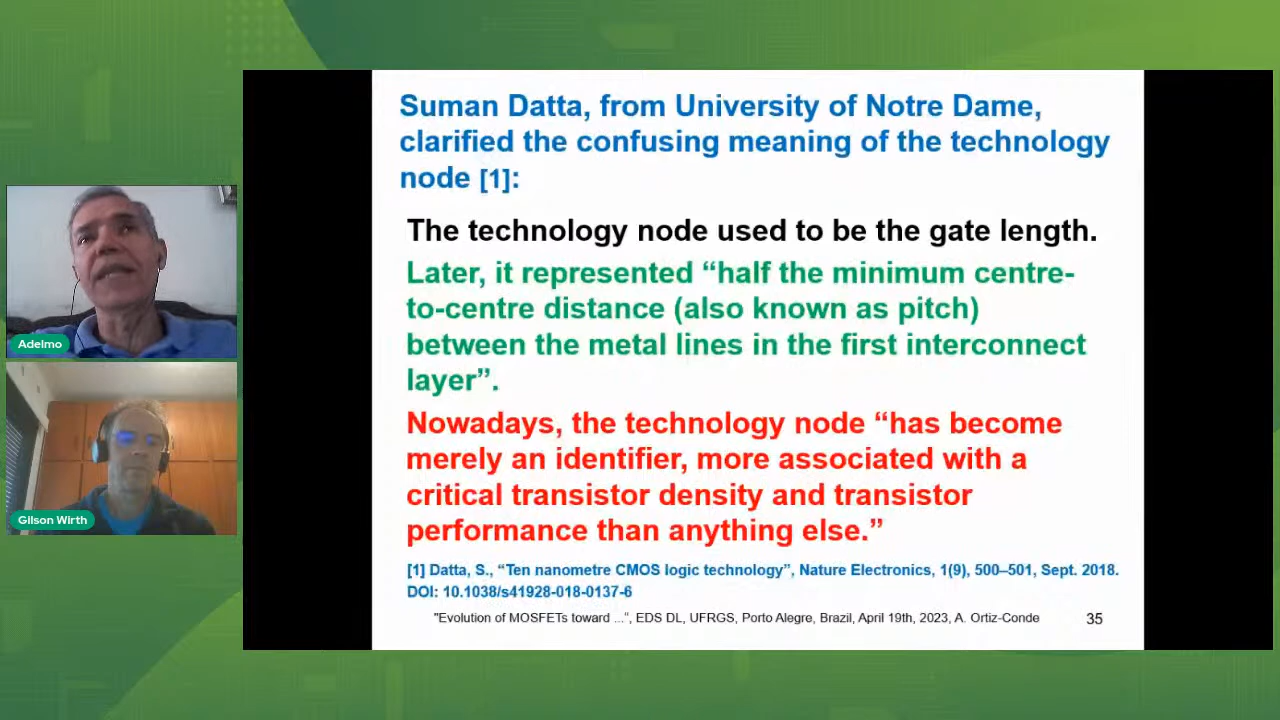 Suman Datta, from University of Notre Dame,
clarified the confusing meaning of the technology
node [1]:
The technology node used to be the gate length.
Later, it represented “half the minimum centre-
to-centre distance (also known as pitch)
between the metal lines in the first interconnect
layer”.
Nowadays, the technology node “has become
merely an identifier, more associated with a
critical transistor density and transistor
performance than anything else.”
[1] Datta, S., “Ten nanometre CMOS logic technology”, Nature Electronics, 1(9), 500–501, Sept. 2018.
DOI: 10.1038/s41928-018-0137-6
"Evolution of MOSFETs toward ...“, EDS DL, UFRGS, Porto Alegre, Brazil, April 19th, 2023, A. Ortiz-Conde
35
Adelmo
Gilson Wirth